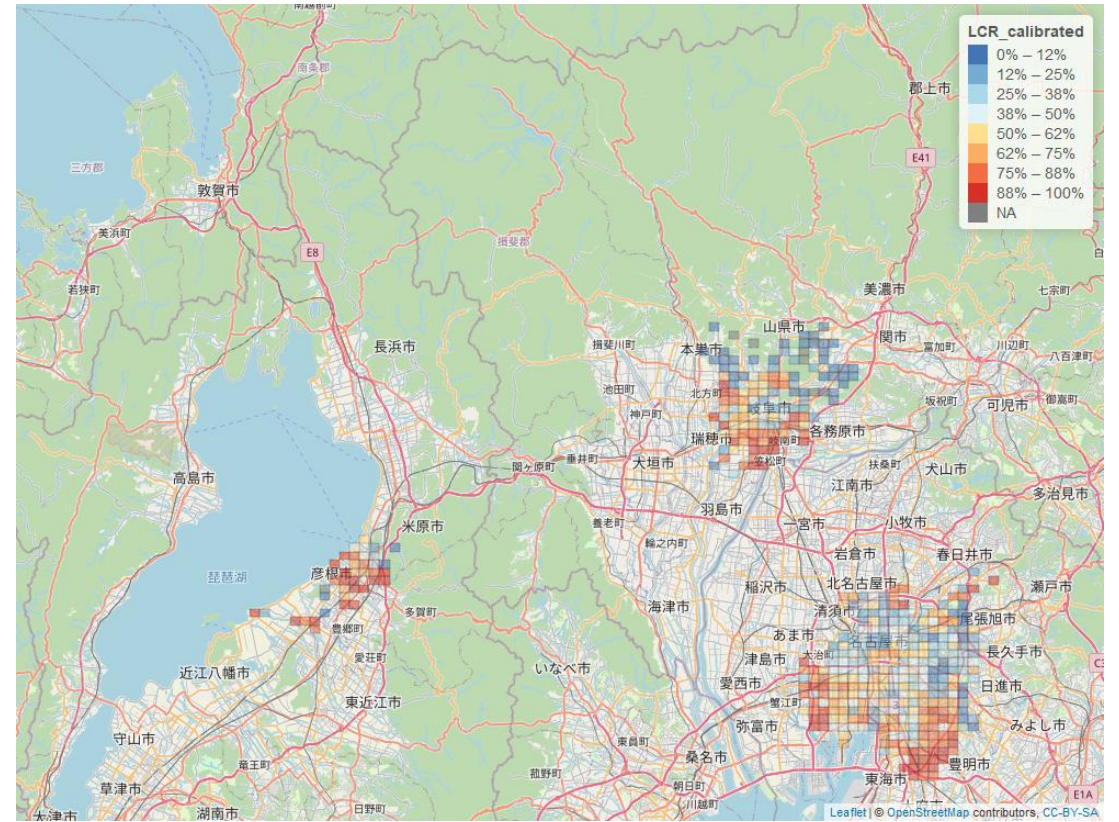 南条郡
郡上市
LCR_calibrated
0% – 12%
12% – 25%
25% – 38%
38% – 50%
50% – 62%
62% – 75%
75% – 88%
88% – 100%
NA
E41
三方郡
敦賀市
美浜町
揖斐郡
E8
若狭町
美濃市
七宗町
長浜市
揖斐川町
本巣市
山県市
関市
富加町
川辺町
八百津町
池田町
北方町
岐阜市
坂祝町
可児市
御嵩町
神戸町
瑞穂市
岐南町
各務原市
高島市
関ヶ原町
垂井町
大垣市
笠松町
扶桑町
犬山市
江南市
多治見市
米原市
養老町
羽島市
一宮市
小牧市
輪之内町
岩倉市
春日井市
琵琶湖
彦根市
稲沢市
北名古屋市
瀬戸市
多賀町
海津市
清須市
尾張旭市
豊郷町
あま市
名古屋市
愛荘町
津島市
大治町
長久手市
近江八幡市
いなべ市
愛西市
日進市
C3
東近江市
蟹江町
弥富市
みよし市
守山市
東員町
桑名市
竜王町
菰野町
豊明市
草津市
朝日町
東海市
日野町
川越町
E1A
大津市
湖南市
Leaflet | © OpenStreetMap contributors, CC-BY-SA